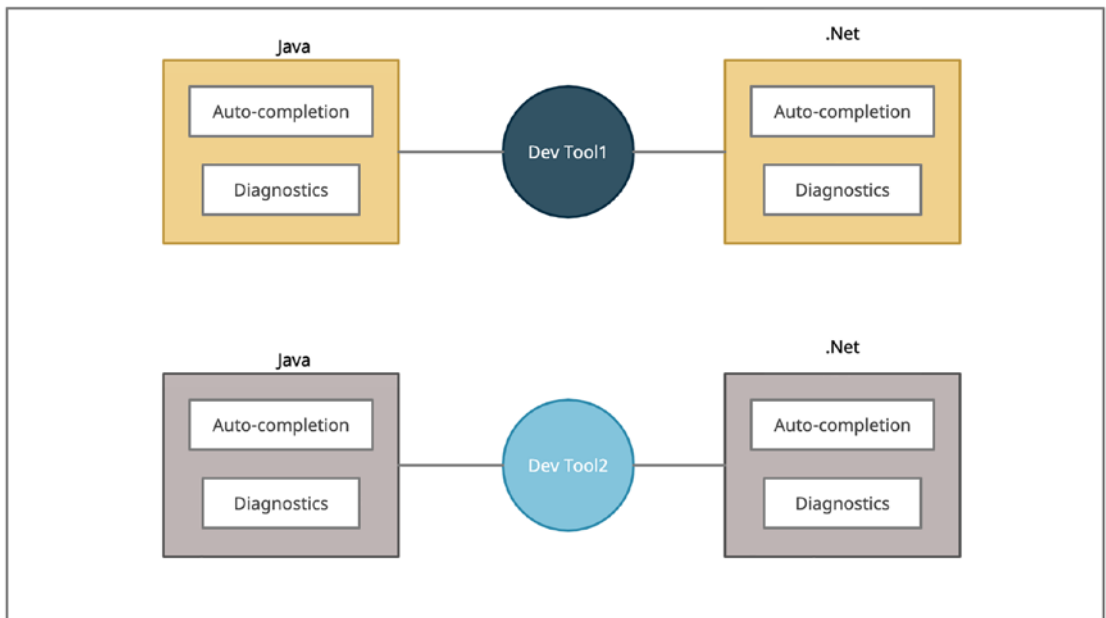 Java
.Net
Auto-completion
Dev Tool1
Auto-completion
Diagnostics
Diagnostics
Java
.Net
Auto-completion
Dev Tool2
Auto-completion
Diagnostics
Diagnostics